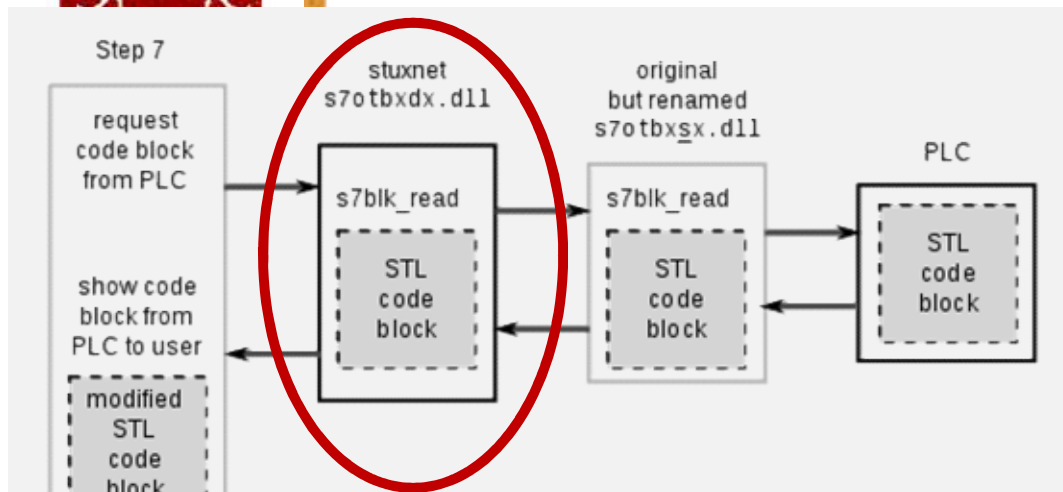 Step 7
request
code block
from PLC
show code
block from
PLC to user
modified
STL
code
block
stuxnet
s7otbxdx.dll
s7blk_read
STL
code
block
original
but renamed
s7otbxsx.dll
s7blk_read
STL
code
block
PLC
STL
code
block